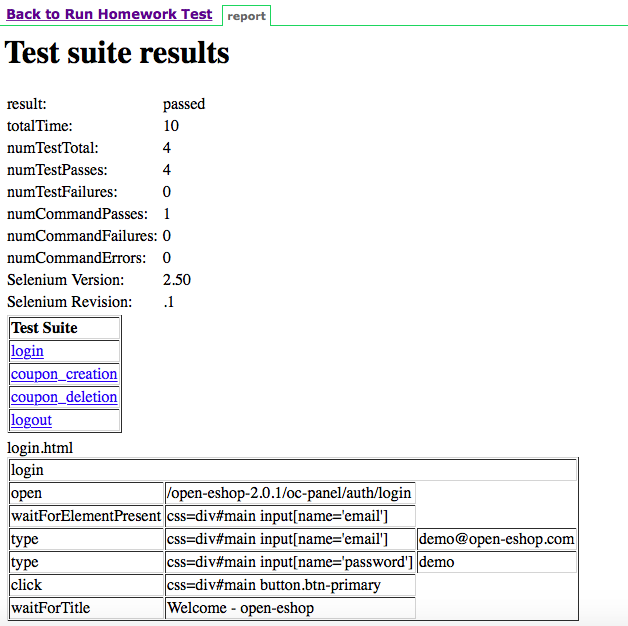 Back to Run Homework Test report
Test suite results
result: passed
totalTime: 10
numTestTotal: 4
numTestPasses: 4
numTestFailures: 0
numCommandPasses: 1
numCommandFailures: 0
numCommandErrors: 0
Selenium Version: 2.50
Selenium Revision: .1
Test Suite
login
coupon_creation
coupon_deletion
logout
login.html
login
open /open-eshop-2.0.1/oc-panel/auth/login
waitForElementPresent css=div#main input[name='email']
type css=div#main input[name='email'] demo@open-eshop.com
type css=div#main input[name='password'] demo
click css=div#main button.btn-primary
waitForTitle Welcome - open-eshop